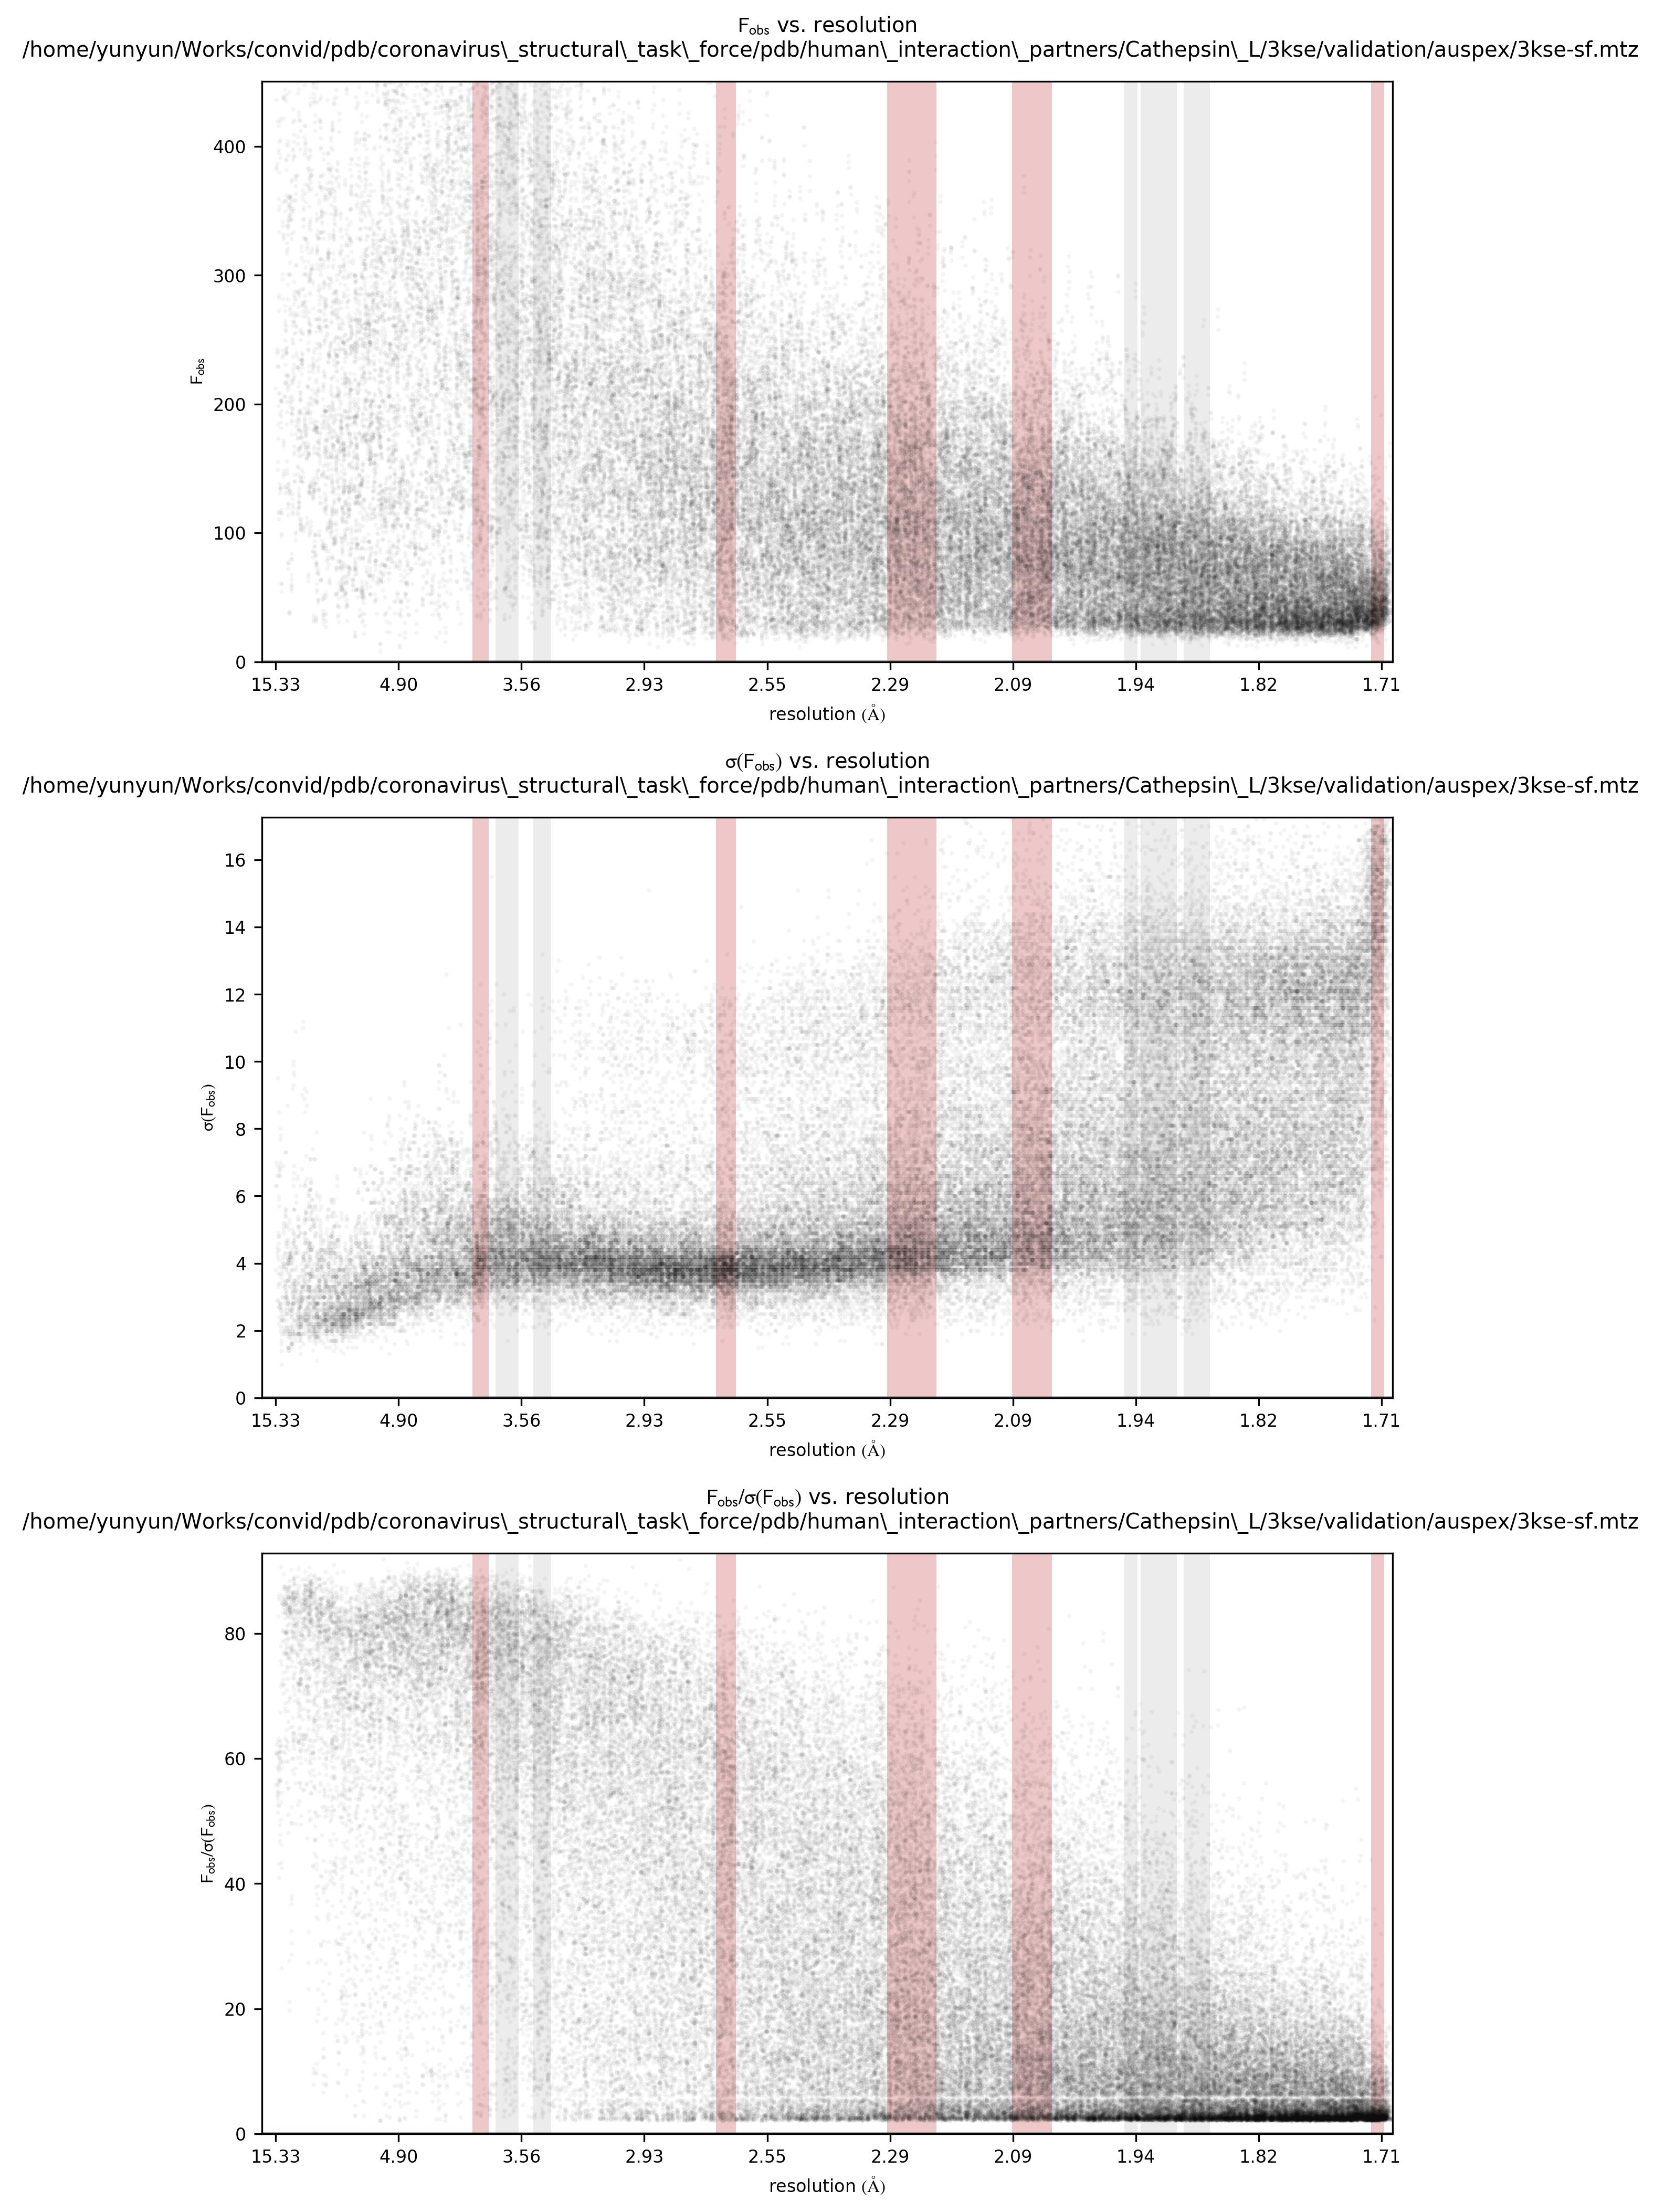 Fobs vs. resolution
/home/yunyun/Works/convid/pdb/coronavirus\_structural\_task\_force/pdb/human\_interaction\_partners/Cathepsin\_L/3kse/validation/auspex/3kse-sf.mtz
400
300
200
100
0
Fobs
15.33 4.90 3.56 2.93 2.55 2.29 2.09 1.94 1.82 1.71
resolution (Å)
σ(Fobs) vs. resolution
/home/yunyun/Works/convid/pdb/coronavirus\_structural\_task\_force/pdb/human\_interaction\_partners/Cathepsin\_L/3kse/validation/auspex/3kse-sf.mtz
16
14
12
10
8
6
4
2
0
σ(Fobs)
15.33 4.90 3.56 2.93 2.55 2.29 2.09 1.94 1.82 1.71
resolution (Å)
Fobs/σ(Fobs) vs. resolution
/home/yunyun/Works/convid/pdb/coronavirus\_structural\_task\_force/pdb/human\_interaction\_partners/Cathepsin\_L/3kse/validation/auspex/3kse-sf.mtz
80
60
40
20
0
Fobs/σ(Fobs)
15.33 4.90 3.56 2.93 2.55 2.29 2.09 1.94 1.82 1.71
resolution (Å)